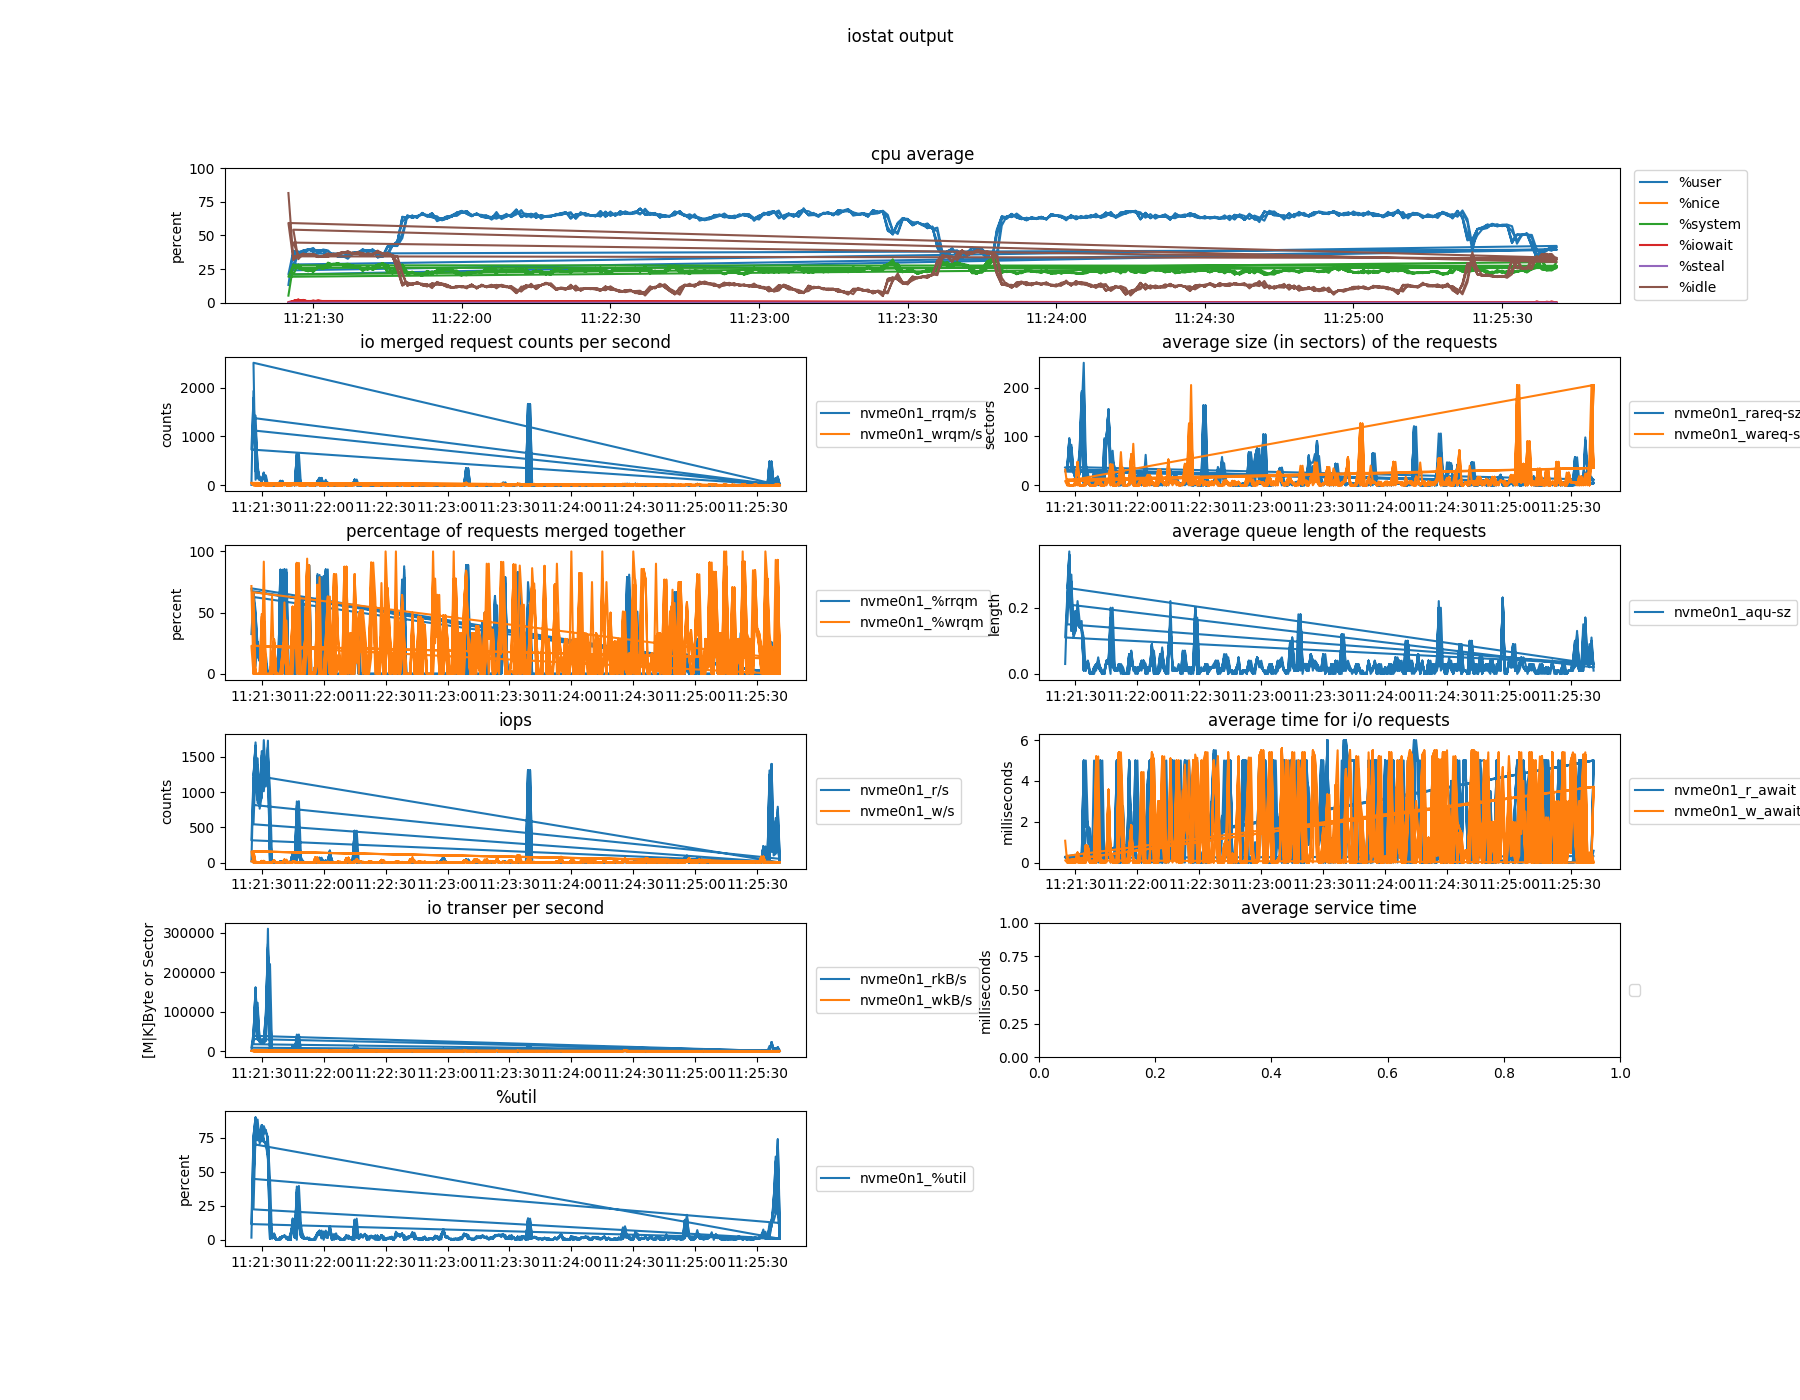 iostat output
cpu average
percent
100
75
50
25
0
11:21:30 11:22:00 11:22:30 11:23:00 11:23:30 11:24:00 11:24:30 11:25:00 11:25:30
%user
%nice
%system
%iowait
%steal
%idle
io merged request counts per second
counts
2000
1000
0
11:21:30 11:22:00 11:22:30 11:23:00 11:23:30 11:24:00 11:24:30 11:25:00 11:25:30
nvme0n1_rrqm/s
nvme0n1_wrqm/s
average size (in sectors) of the requests
sectors
200
100
0
11:21:30 11:22:00 11:22:30 11:23:00 11:23:30 11:24:00 11:24:30 11:25:00 11:25:30
nvme0n1_rareq-sz
nvme0n1_wareq-s
percentage of requests merged together
percent
100
50
0
11:21:30 11:22:00 11:22:30 11:23:00 11:23:30 11:24:00 11:24:30 11:25:00 11:25:30
nvme0n1_%rrqm
nvme0n1_%wrqm
average queue length of the requests
length
0.2
0.0
11:21:30 11:22:00 11:22:30 11:23:00 11:23:30 11:24:00 11:24:30 11:25:00 11:25:30
nvme0n1_aqu-sz
iops
counts
1500
1000
500
0
11:21:30 11:22:00 11:22:30 11:23:00 11:23:30 11:24:00 11:24:30 11:25:00 11:25:30
nvme0n1_r/s
nvme0n1_w/s
average time for i/o requests
milliseconds
6
4
2
0
11:21:30 11:22:00 11:22:30 11:23:00 11:23:30 11:24:00 11:24:30 11:25:00 11:25:30
nvme0n1_r_await
nvme0n1_w_await
io transer per second
[M|K]Byte or Sector
300000
200000
100000
0
11:21:30 11:22:00 11:22:30 11:23:00 11:23:30 11:24:00 11:24:30 11:25:00 11:25:30
nvme0n1_rkB/s
nvme0n1_wkB/s
average service time
milliseconds
1.00
0.75
0.50
0.25
0.00
0.0 0.2 0.4 0.6 0.8 1.0
%util
percent
75
50
25
0
11:21:30 11:22:00 11:22:30 11:23:00 11:23:30 11:24:00 11:24:30 11:25:00 11:25:30
nvme0n1_%util